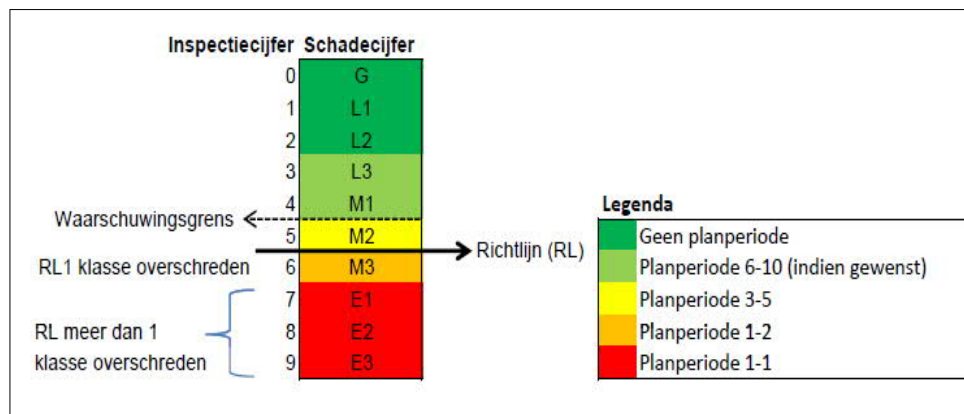 Inspectiecijfer Schadecijfer
0 G
1 L1
2 L2
3 L3
4 M1
Waarschuwingsgrens
5 M2
Richtlijn (RL)
RL1 klasse overschreden
6 M3
7 E1
RL meer dan 1
8 E2
klasse overschreden
9 E3
Legenda
Geen planperiode
Planperiode 6-10 (indien gewenst)
Planperiode 3-5
Planperiode 1-2
Planperiode 1-1